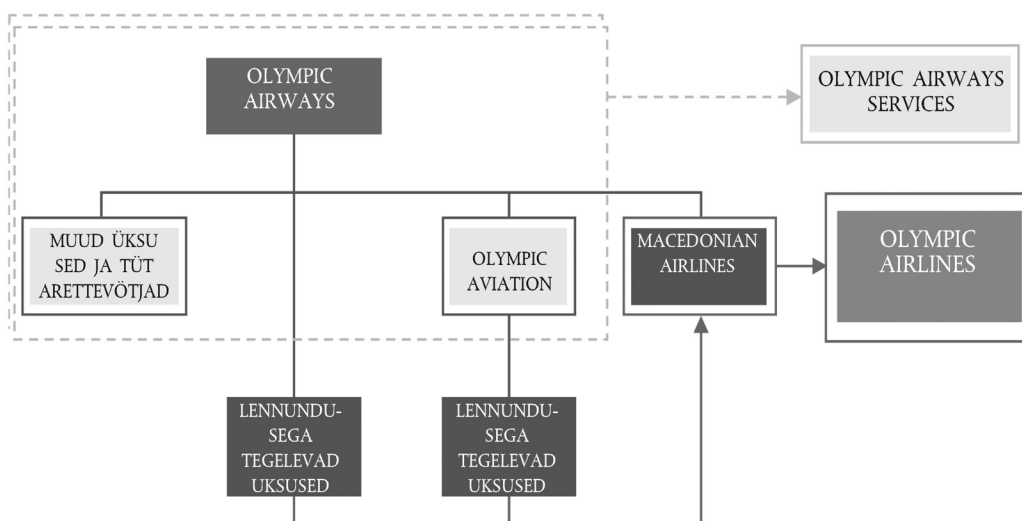 OLYMPIC
AIRWAYS
OLYMPIC AIRWAYS
SERVICES
MUUD ÜKSU
SED JA TÜT
ARETTEVÖTJAD
OLYMPIC
AVIATION
MACEDONIAN
AIRLINES
OLYMPIC
AIRLINES
LENNUNDU-
SEGA
TEGELEVAD
UKSUSED
LENNUNDU-
SEGA
TEGELEVAD
UKSUSED